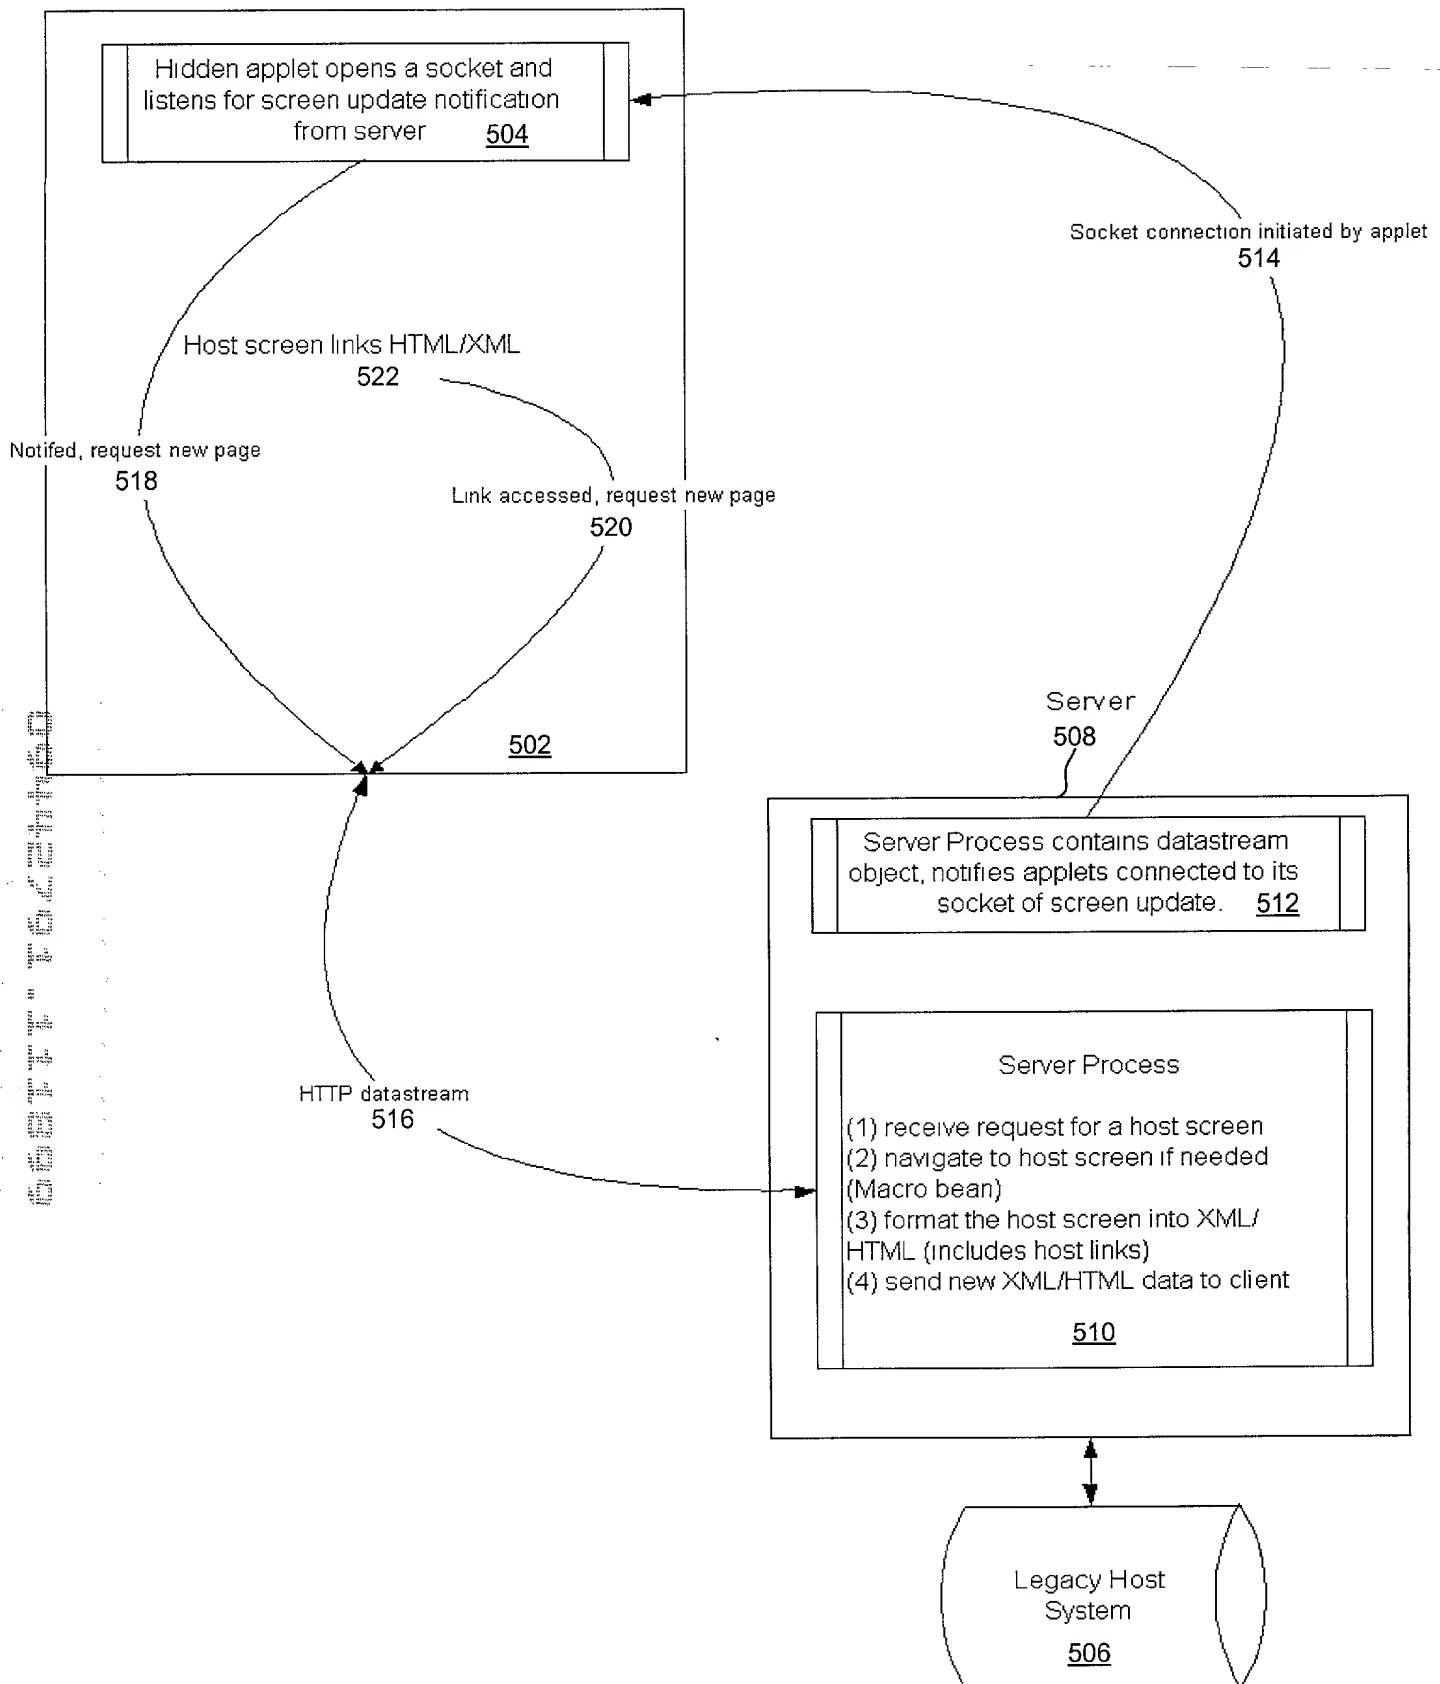 Hidden applet opens a socket and
listens for screen update notification
from server 504
Socket connection initiated by applet
514
Host screen links HTML/XML
522
Notifed, request new page
518
Link accessed, request new page
520
502
Server
508
Server Process contains datastream
object, notifies applets connected to its
socket of screen update. 512
HTTP datastream
516
Server Process
(1) receive request for a host screen
(2) navigate to host screen if needed
(Macro bean)
(3) format the host screen into XML/
HTML (includes host links)
(4) send new XML/HTML data to client
510
Legacy Host
System
506